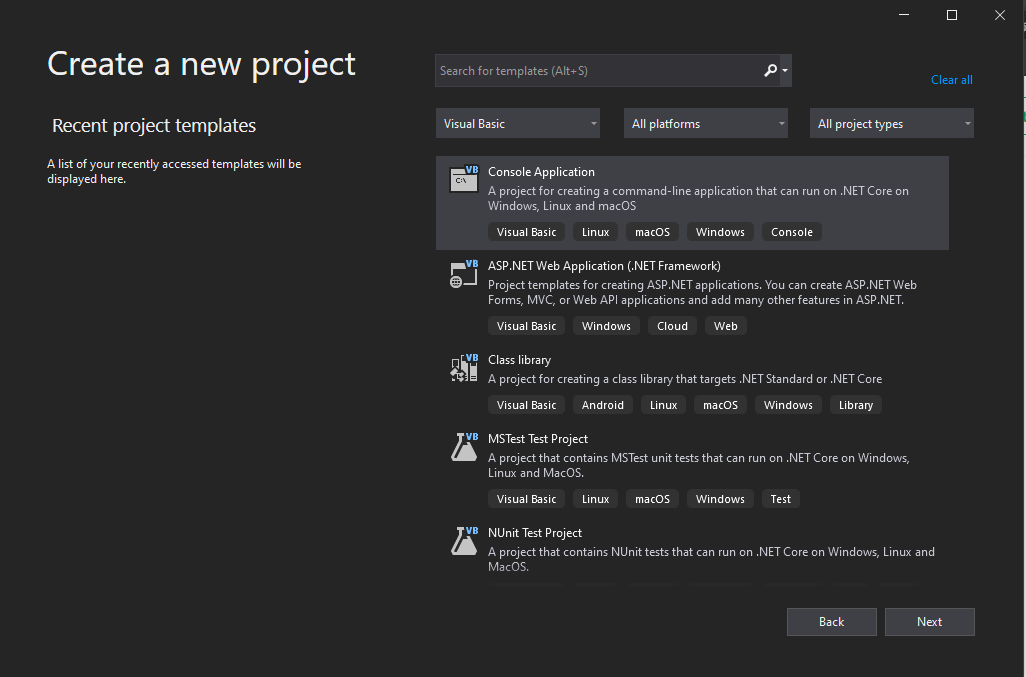 Create a new project
Search for templates (Alt+S)
Clear all
Recent project templates
A list of your recently accessed templates will be
displayed here.
Visual Basic
All platforms
All project types
VB
C:\
Console Application
A project for creating a command-line application that can run on .NET Core on
Windows, Linux and macOS
Visual Basic Linux macOS Windows Console
VB
ASP.NET Web Application (.NET Framework)
Project templates for creating ASP.NET applications. You can create ASP.NET Web
Forms, MVC, or Web API applications and add many other features in ASP.NET.
Visual Basic Windows Cloud Web
VB
Class library
A project for creating a class library that targets .NET Standard or .NET Core
Visual Basic Android Linux macOS Windows Library
VB
MSTest Test Project
A project that contains MSTest unit tests that can run on .NET Core on Windows,
Linux and MacOS.
Visual Basic Linux macOS Windows Test
VB
NUnit Test Project
A project that contains NUnit tests that can run on .NET Core on Windows, Linux and
MacOS.
Back
Next